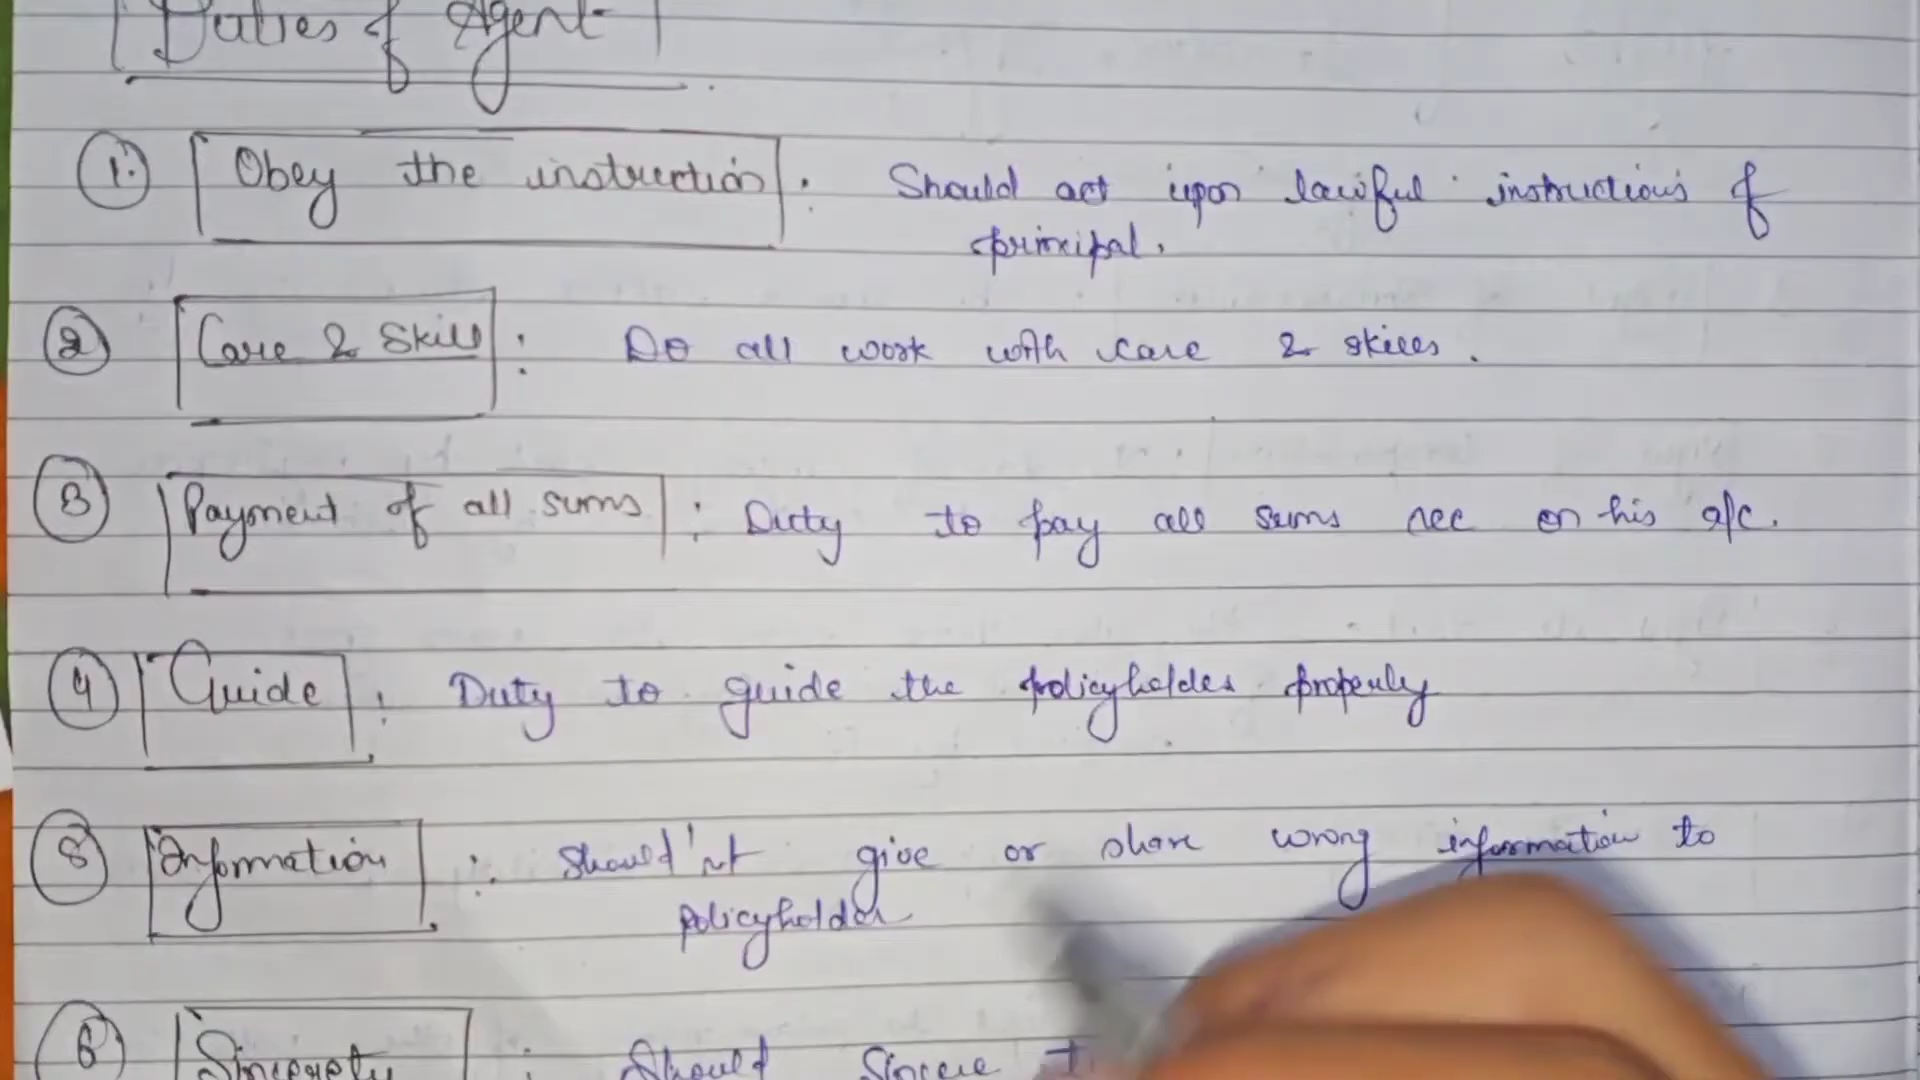 Duties of Agent
1. Obey the instruction : Should act upon lawful instructions of
principal.
2 Care & Skill : Do all work with care & skills.
3 Payment of all sums : Duty to pay all sums rec on his a/c.
4 Guide : Duty to guide the policyholder properly
5 Information : Should'nt give or share wrong information to
policyholder
6 Sincerety : Should Sincere